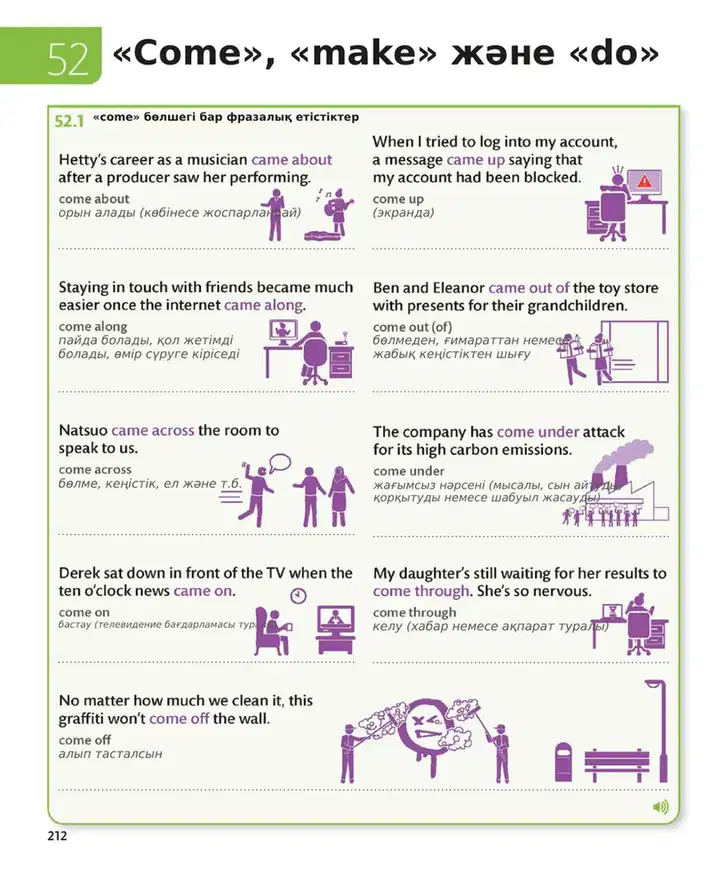 52
«Come», «make» және «do»
52.1 «come» бөлшегі бар фразалық етістіктер
Hetty's career as a musician came about
after a producer saw her performing.
come about
орын алады (көбінесе жоспарланбай)
When I tried to log into my account,
a message came up saying that
my account had been blocked.
come up
(экранда)
Staying in touch with friends became much
easier once the internet came along.
come along
пайда болады, қол жетімді
болады, өмір сүруге кіріседі
Ben and Eleanor came out of the toy store
with presents for their grandchildren.
come out (of)
бөлмеден, ғимараттан немесе
жабық кеңістіктен шығу
Natsuo came across the room to
speak to us.
come across
бөлме, кеңістік, ел және т.б.
The company has come under attack
for its high carbon emissions.
come under
жағымсыз нәрсені (мысалы, сын айтуды,
қорқытуды немесе шабуыл жасауды)
Derek sat down in front of the TV when the
ten o'clock news came on.
come on
бастау (телевидение бағдарламасы
My daughter's still waiting for her results to
come through. She's so nervous.
come through
келу (хабар немесе ақпарат туралы)
No matter how much we clean it, this
graffiti won't come off the wall.
come off
алып тасталсын
212